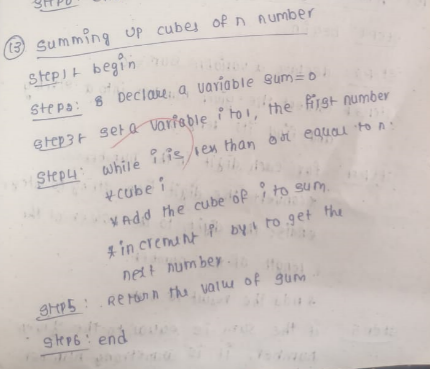 (13) Summing up cubes of n number
Step1: begin
Step2: Declare a variable sum=0
Step3: set a variable i to 1, the first number
Step4: while i is less than or equal to n:
*cube i
*Add the cube of i to sum.
*increment i by 1 to get the
next number
Step5: Return the value of sum
Step6: end